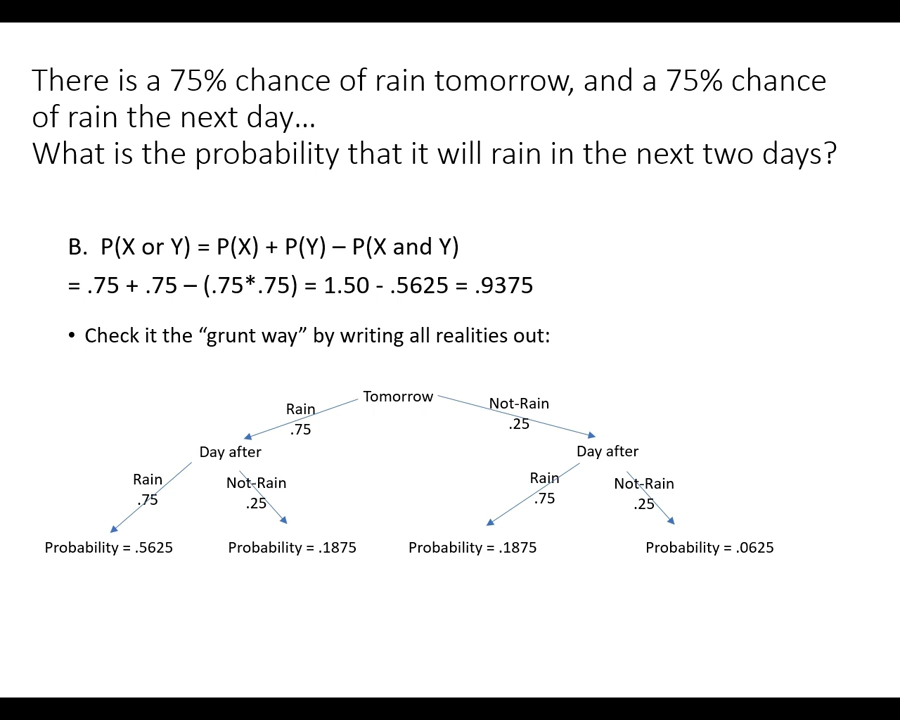 There is a 75% chance of rain tomorrow, and a 75% chance
of rain the next day...
What is the probability that it will rain in the next two days?
B. P(X or Y) = P(X) + P(Y) – P(X and Y)
= .75 + .75 – (.75*.75) = 1.50 - .5625 = .9375
• Check it the “grunt way” by writing all realities out:
Tomorrow
Rain
.75
Not-Rain
.25
Day after
Day after
Rain
.75
Not-Rain
.25
Rain
.75
Not-Rain
.25
Probability = .5625
Probability = .1875
Probability = .1875
Probability = .0625